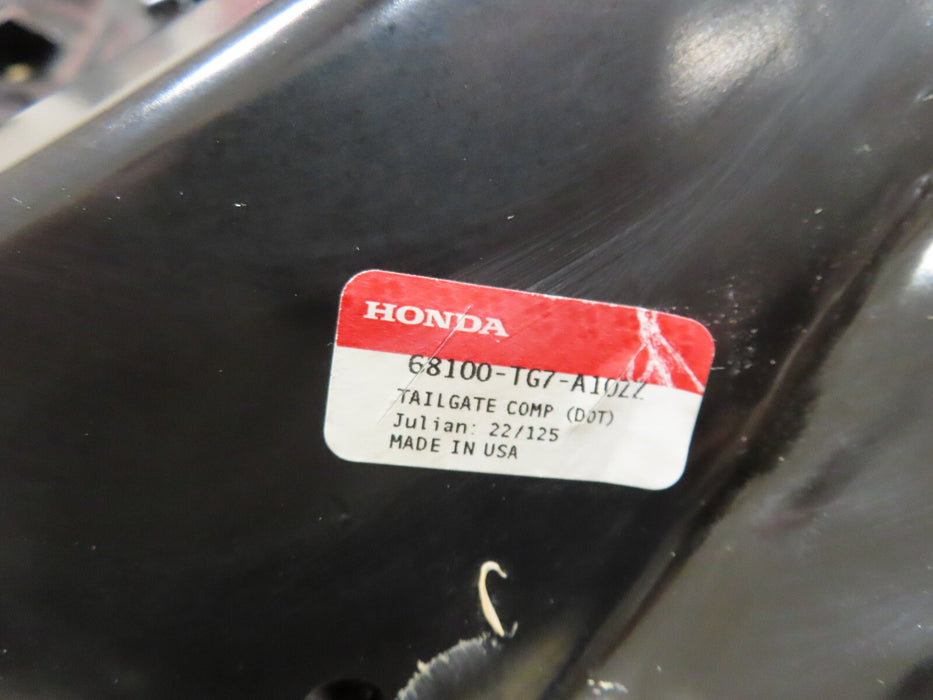 HONDA
68100-TG7-A10ZZ
TAILGATE COMP (DOT)
Julian: 22/125
MADE IN USA